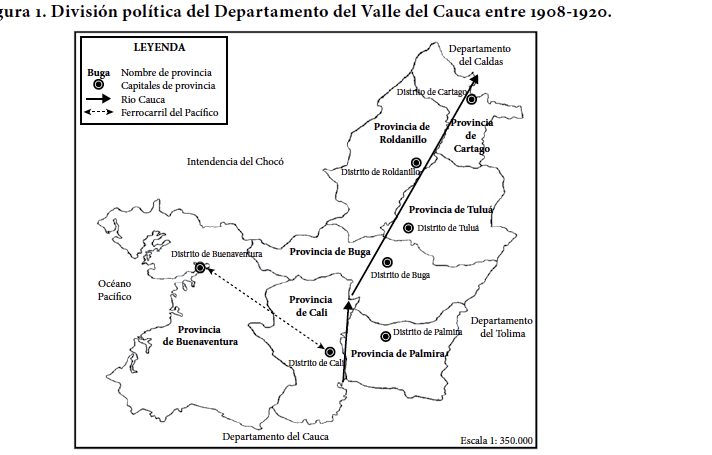 gura 1. División política del Departamento del Valle del Cauca entre 1908-1920.
LEYENDA
Buga Nombre de provincia
Capitales de provincia
Rio Cauca
Ferrocarril del Pacífico
Departamento
del Caldas
Distrito de Cartago
Provincia de
Roldanillo
Provincia
de
Cartago
Intendencia del Chocó
Distrito de Roldanillo
Provincia de Tuluá
Distrito de Tuluá
Distrito de Buenaventura
Provincia de Buga
Distrito de Buga
Océano
Pacífico
Provincia
de Cali
Provincia
de Buenaventura
Departamento
del Tolima
Distrito de Palmira
Provincia de Palmira
Distrito de Cali
Departamento del Cauca
Escala 1: 350.000